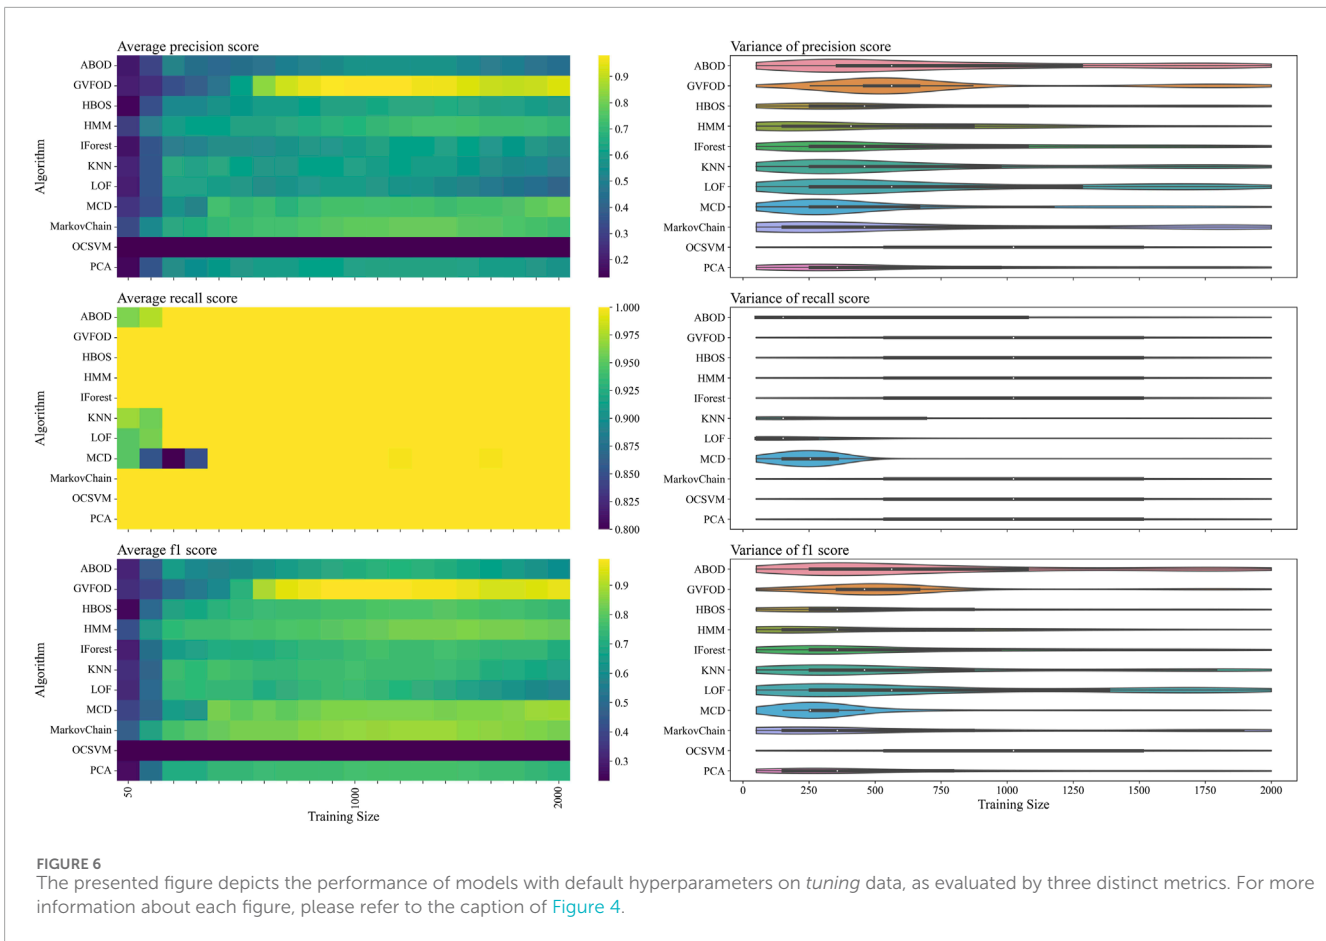 Average precision score
Algorithm
ABOD
GVFOD
HBOS
HMM
IForest
KNN
LOF
MCD
MarkovChain
OCSVM
PCA
0.9
0.8
0.7
0.6
0.5
0.4
0.3
0.2
Variance of precision score
ABOD
GVFOD
HBOS
HMM
IForest
KNN
LOF
MCD
MarkovChain
OCSVM
PCA
Average recall score
Algorithm
ABOD
GVFOD
HBOS
HMM
IForest
KNN
LOF
MCD
MarkovChain
OCSVM
PCA
1.000
0.975
0.950
0.925
0.900
0.875
0.850
0.825
0.800
Variance of recall score
ABOD
GVFOD
HBOS
HMM
IForest
KNN
LOF
MCD
MarkovChain
OCSVM
PCA
Average f1 score
Algorithm
ABOD
GVFOD
HBOS
HMM
IForest
KNN
LOF
MCD
MarkovChain
OCSVM
PCA
0.9
0.8
0.7
0.6
0.5
0.4
0.3
50
1000
2000
Training Size
Variance of f1 score
ABOD
GVFOD
HBOS
HMM
IForest
KNN
LOF
MCD
MarkovChain
OCSVM
PCA
0 250 500 750 1000 1250 1500 1750 2000
Training Size
FIGURE 6
The presented figure depicts the performance of models with default hyperparameters on tuning data, as evaluated by three distinct metrics. For more
information about each figure, please refer to the caption of Figure 4.